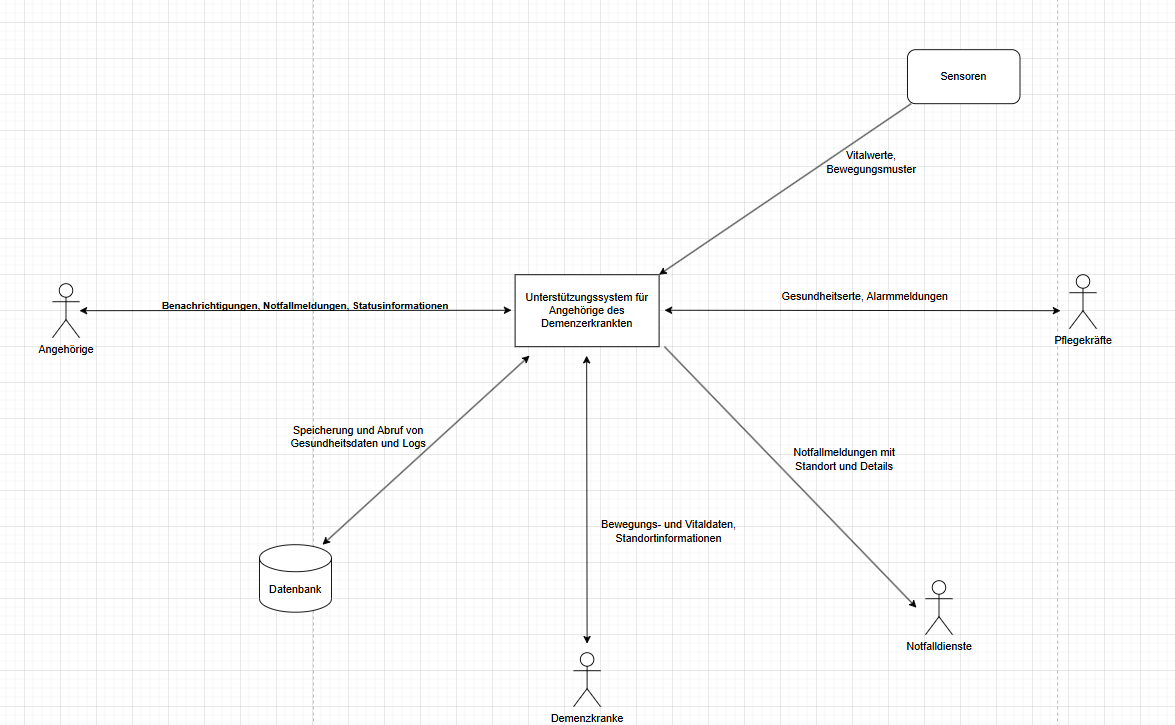 Sensoren
Vitalwerte,
Bewegungsmuster
Benachrichtigungen, Notfallmeldungen, Statusinformationen
Angehörige
Unterstützungssystem für
Angehörige des
Demenzerkrankten
Gesundheitserte, Alarmmeldungen
Pflegekräfte
Speicherung und Abruf von
Gesundheitsdaten und Logs
Notfallmeldungen mit
Standort und Details
Bewegungs- und Vitaldaten,
Standortinformationen
Datenbank
Notfalldienste
Demenzkranke